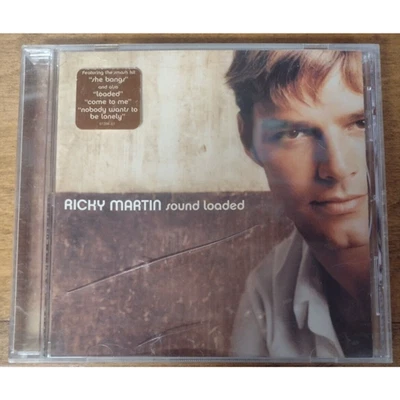 Featuring the smash hit
"she bangs"
and also
"loaded"
"come to me"
"nobody wants to
be lonely"
RICKY MARTIN sound loaded